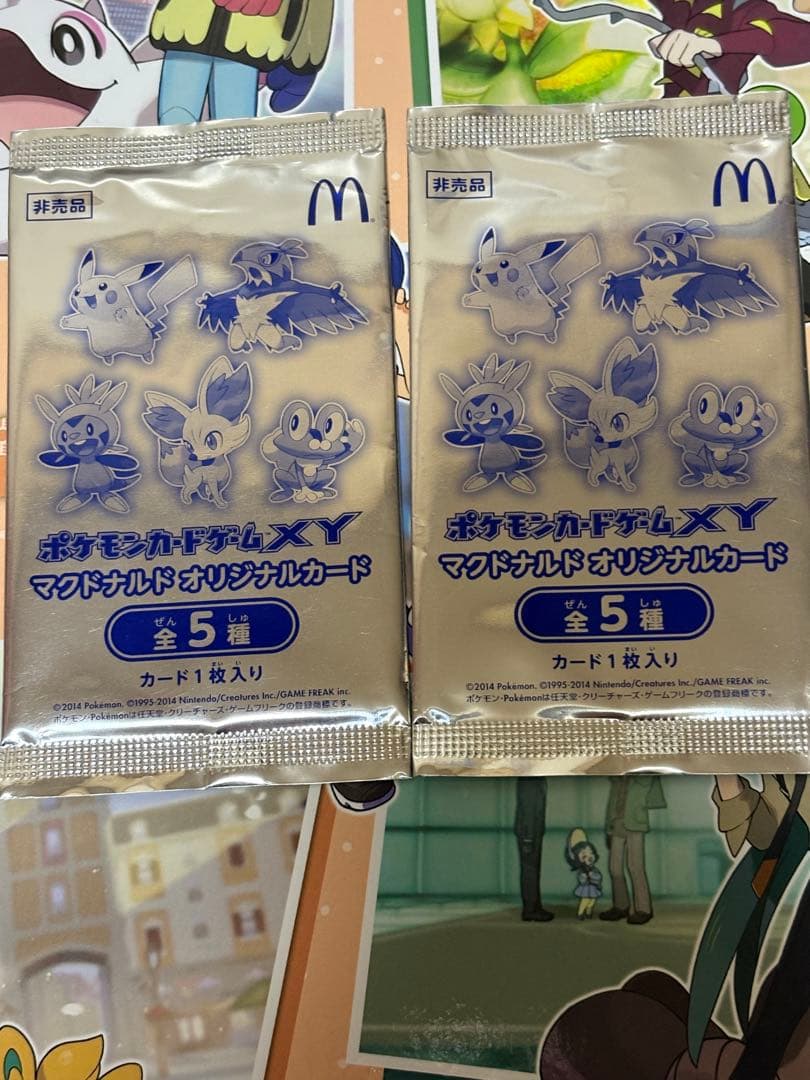 非売品
ポケモンカードゲーム XY
マクドナルド オリジナルカード
ぜん しゅ
全5種
まい い
カード1枚入り
©2014 Pokémon. ©1995-2014 Nintendo/Creatures Inc./GAME FREAK inc.
ポケモン・Pokémonは任天堂・クリーチャーズ・ゲームフリークの登録商標です。
非売品
ポケモンカードゲーム XY
マクドナルド オリジナルカード
ぜん しゅ
全5種
まい い
カード1枚入り
©2014 Pokémon. ©1995-2014 Nintendo/Creatures Inc./GAME FREAK inc.
ポケモン・Pokémonは任天堂・クリーチャーズ・ゲームフリークの登録商標です。